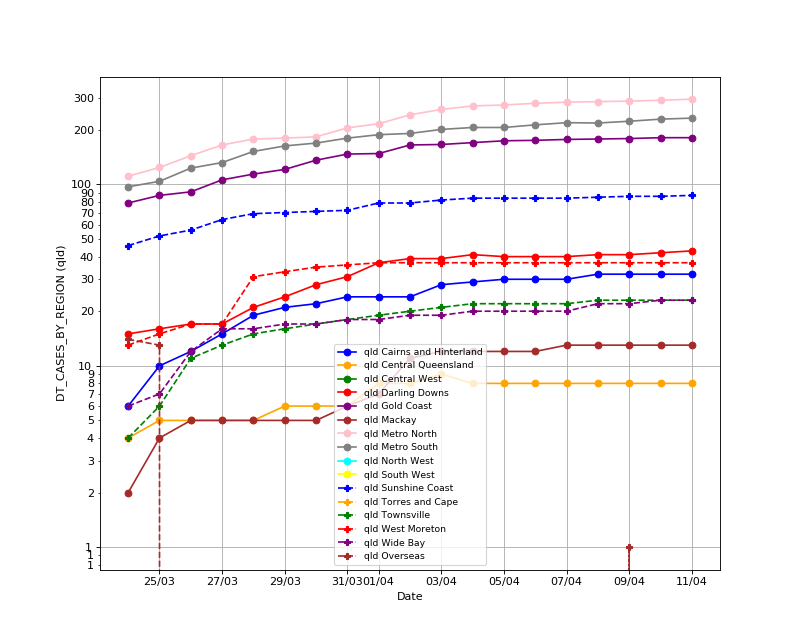 DT_CASES_BY_REGION (qld)
300
200
100
90
80
70
60
50
40
30
20
10
9
8
7
6
5
4
3
2
1
1
1
qld Cairns and Hinterland
qld Central Queensland
qld Central West
qld Darling Downs
qld Gold Coast
qld Mackay
qld Metro North
qld Metro South
qld North West
qld South West
qld Sunshine Coast
qld Torres and Cape
qld Townsville
qld West Moreton
qld Wide Bay
qld Overseas
25/03 27/03 29/03 31/03 01/04 03/04 05/04 07/04 09/04 11/04
Date